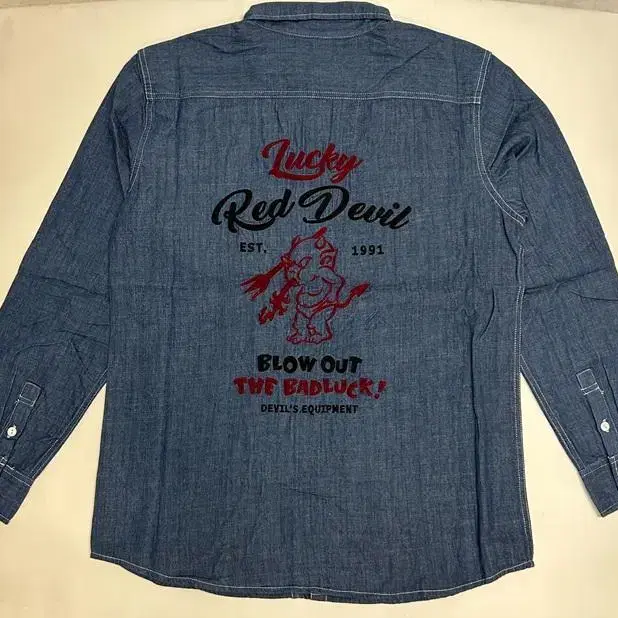 Lucky
Red Devil
EST. 1991
BLOW OUT
THE BADLUCK!
DEVIL'S EQUIPMENT